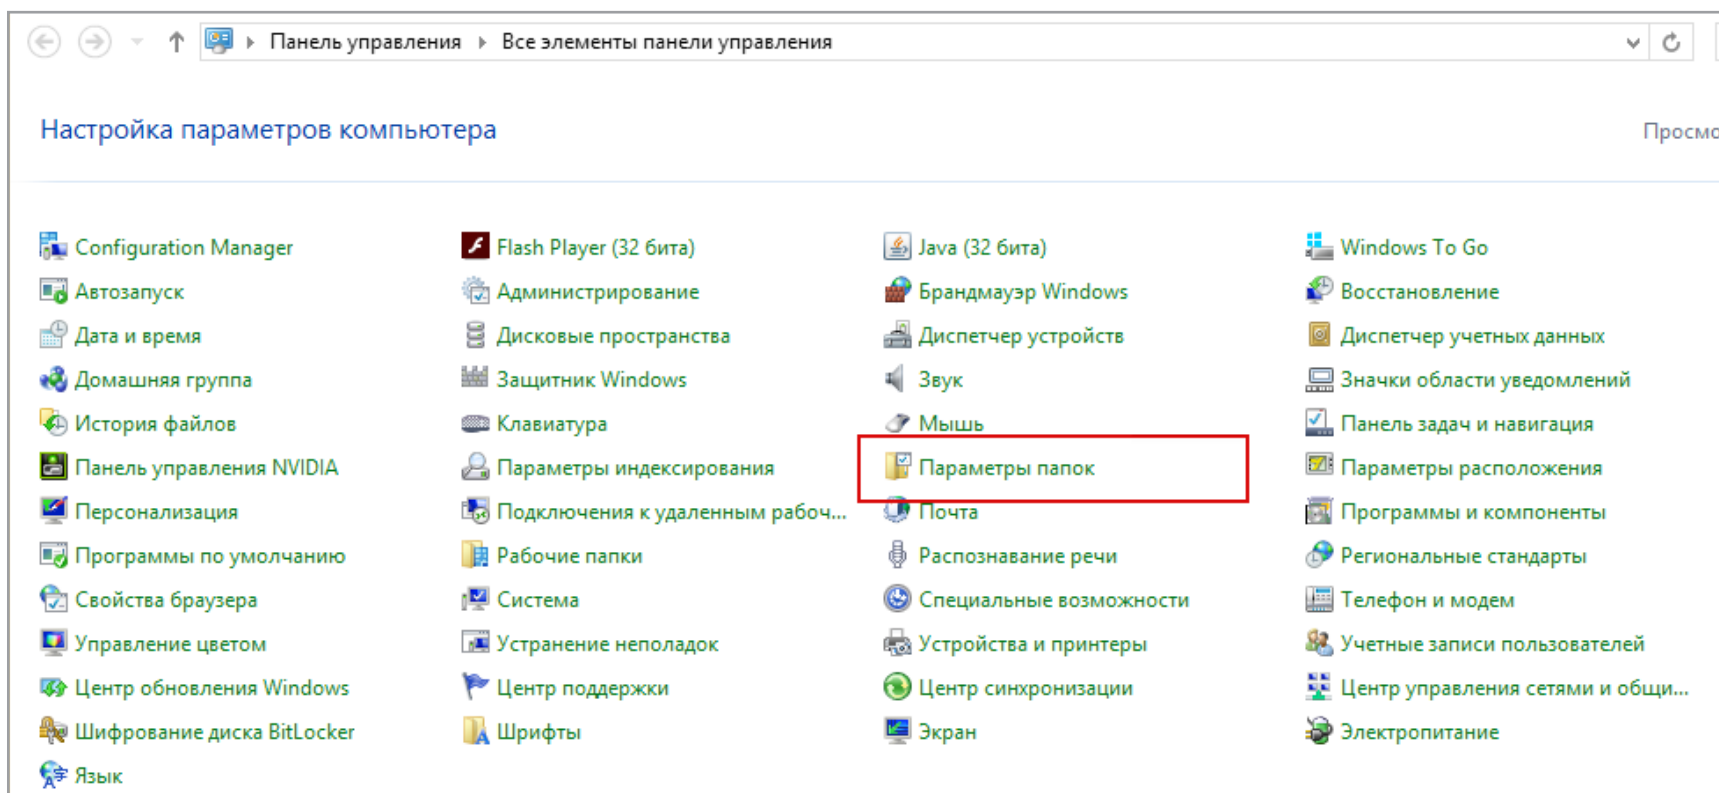 Панель управления Все элементы панели управления
Настройка параметров компьютера
Configuration Manager Flash Player (32 бита) Java (32 бита) Windows To Go
Автозапуск Администрирование Брандмауэр Windows Восстановление
Дата и время Дисковые пространства Диспетчер устройств Диспетчер учетных данных
Домашняя группа Защитник Windows Звук Значки области уведомлений
История файлов Клавиатура Мышь Панель задач и навигация
Панель управления NVIDIA Параметры индексирования Параметры папок Параметры расположения
Персонализация Подключения к удаленным рабоч... Почта Программы и компоненты
Программы по умолчанию Рабочие папки Распознавание речи Региональные стандарты
Свойства браузера Система Специальные возможности Телефон и модем
Управление цветом Устранение неполадок Устройства и принтеры Учетные записи пользователей
Центр обновления Windows Центр поддержки Центр синхронизации Центр управления сетями и общи...
Шифрование диска BitLocker Шрифты Экран Электропитание
Язык